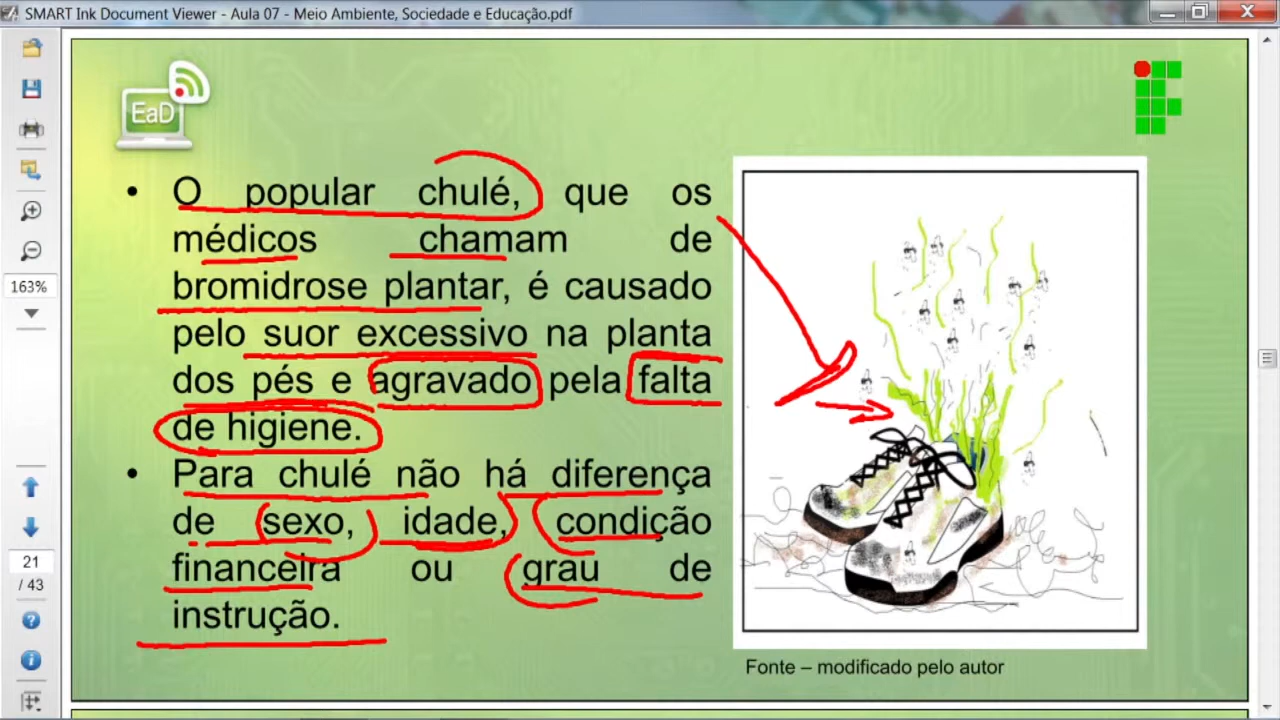 SMART Ink Document Viewer - Aula 07 - Meio Ambiente, Sociedade e Educação.pdf
EaD
• O popular chulé, que os
médicos chamam de
bromidrose plantar, é causado
pelo suor excessivo na planta
dos pés e agravado pela falta
de higiene.
• Para chulé não há diferença
de sexo, idade, condição
financeira ou grau de
instrução.
Fonte – modificado pelo autor
163%
21
/ 43